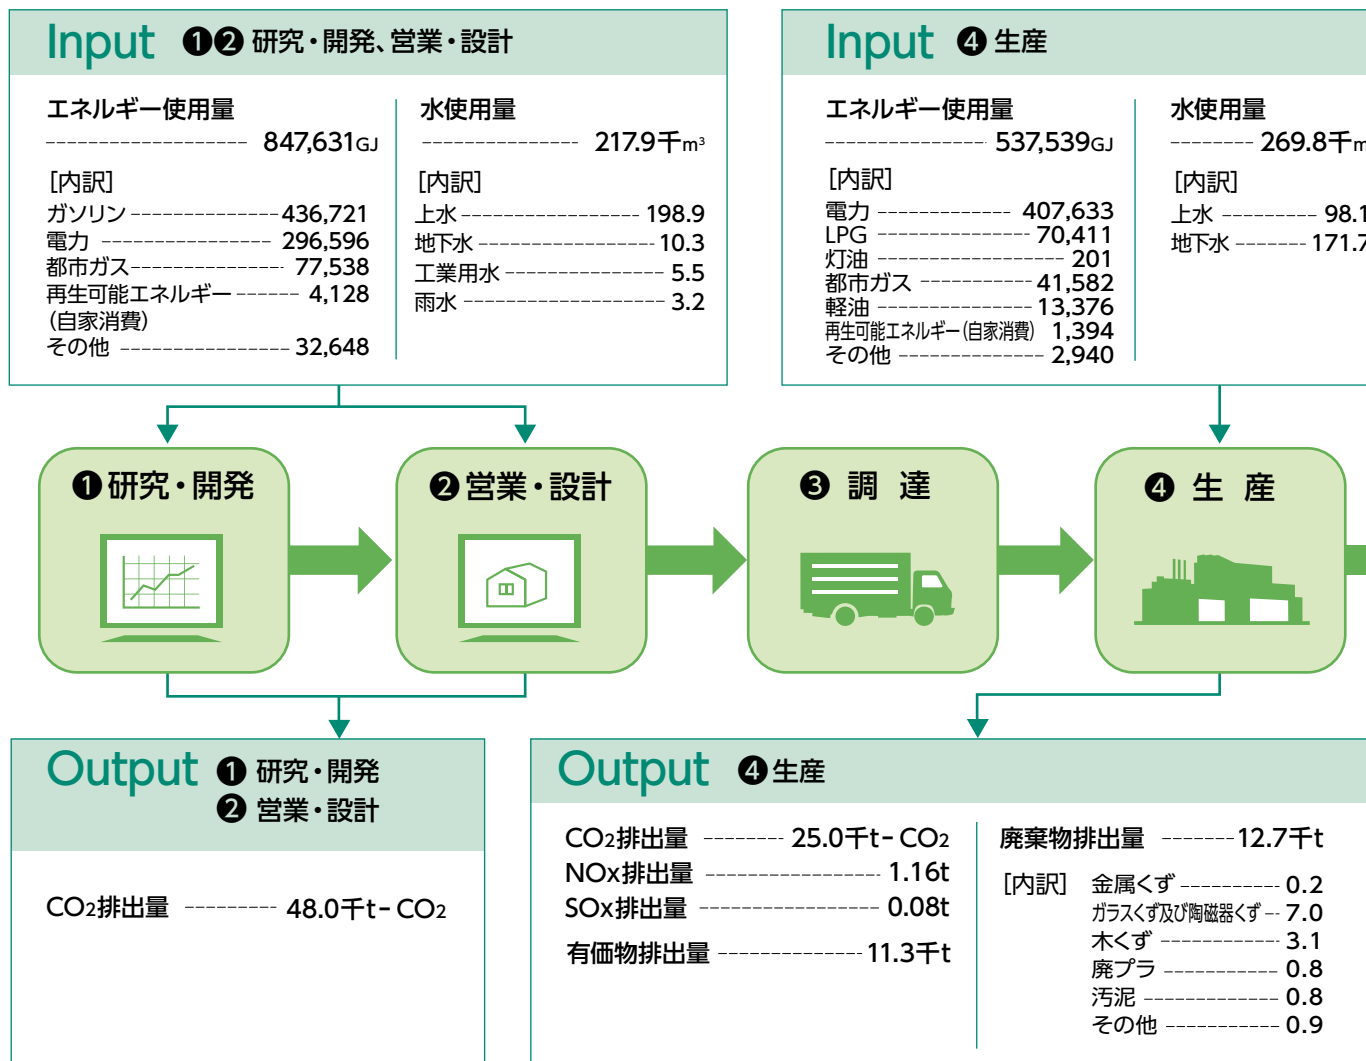 Input ❶❷ 研究・開発、営業・設計
エネルギー使用量
847,631GJ
[内訳]
ガソリン 436,721
電力 296,596
都市ガス 77,538
再生可能エネルギー 4,128
(自家消費)
その他 32,648
水使用量
217.9千m³
[内訳]
上水 198.9
地下水 10.3
工業用水 5.5
雨水 3.2
Input ❹ 生産
エネルギー使用量
537,539GJ
[内訳]
電力 407,633
LPG 70,411
灯油 201
都市ガス 41,582
軽油 13,376
再生可能エネルギー(自家消費) 1,394
その他 2,940
水使用量
269.8千m
[内訳]
上水 98.1
地下水 171.7
❶研究・開発
❷営業・設計
❸ 調 達
❹ 生 産
Output ❶ 研究・開発
❷ 営業・設計
CO2排出量 48.0千t-CO2
Output ❹生産
CO2排出量 25.0千t-CO2
NOx排出量 1.16t
SOx排出量 0.08t
有価物排出量 11.3千t
廃棄物排出量 12.7千t
[内訳] 金属くず 0.2
ガラスくず及び陶磁器くず 7.0
木くず 3.1
廃プラ 0.8
汚泥 0.8
その他 0.9